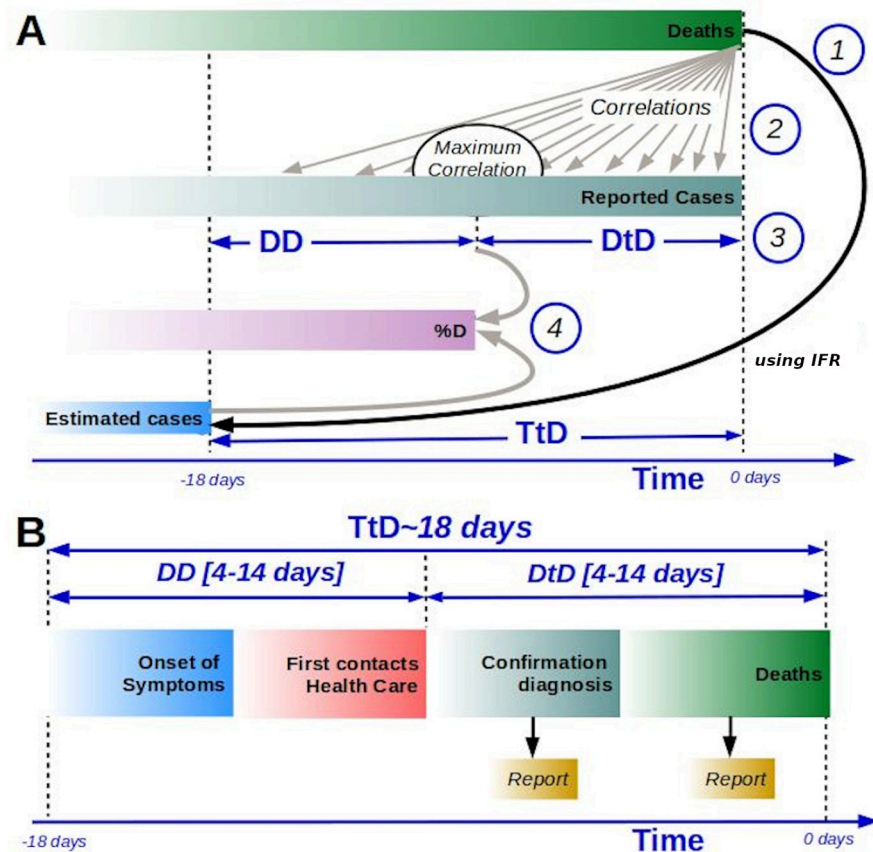 A
Deaths
1
Correlations
2
Maximum
Correlation
Reported Cases
DD
DtD
3
%D
4
using IFR
Estimated cases
TtD
-18 days
Time
0 days
B
TtD~18 days
DD [4-14 days]
DtD [4-14 days]
Onset of
Symptoms
First contacts
Health Care
Confirmation
diagnosis
Deaths
Report
Report
-18 days
Time
0 days